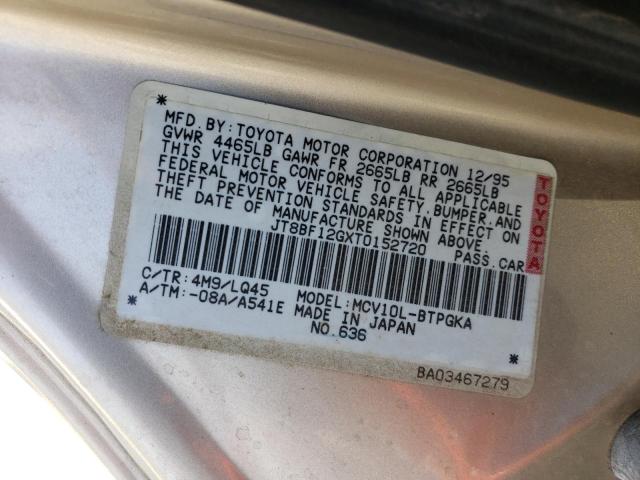 *
MFD.BY:TOYOTA MOTOR CORPORATION 12/95
GVWR 4465LB GAWR FR 2665LB RR 2665LB
THIS VEHICLE CONFORMS TO ALL APPLICABLE
FEDERAL MOTOR VEHICLE SAFETY,BUMPER,AND
THEFT PREVENTION STANDARDS IN EFFECT ON
THE DATE OF MANUFACTURE SHOWN ABOVE.
JT8BF12GXT0152720 PASS.CAR
TOYOTA
C/TR:4M9/LQ45 MODEL:MCV10L-BTPGKA
A/TM:-08A/A541E MADE IN JAPAN
NO.636
* *
BA03467279